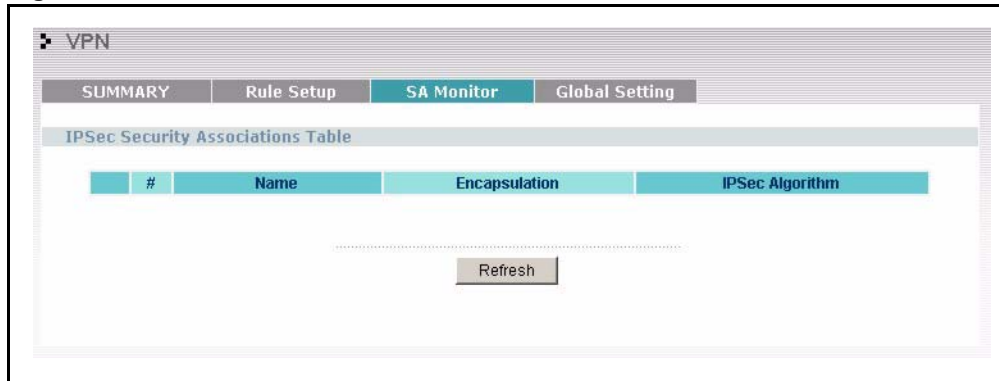 VPN
SUMMARY Rule Setup SA Monitor Global Setting
IPSec Security Associations Table
# Name Encapsulation IPSec Algorithm
Refresh